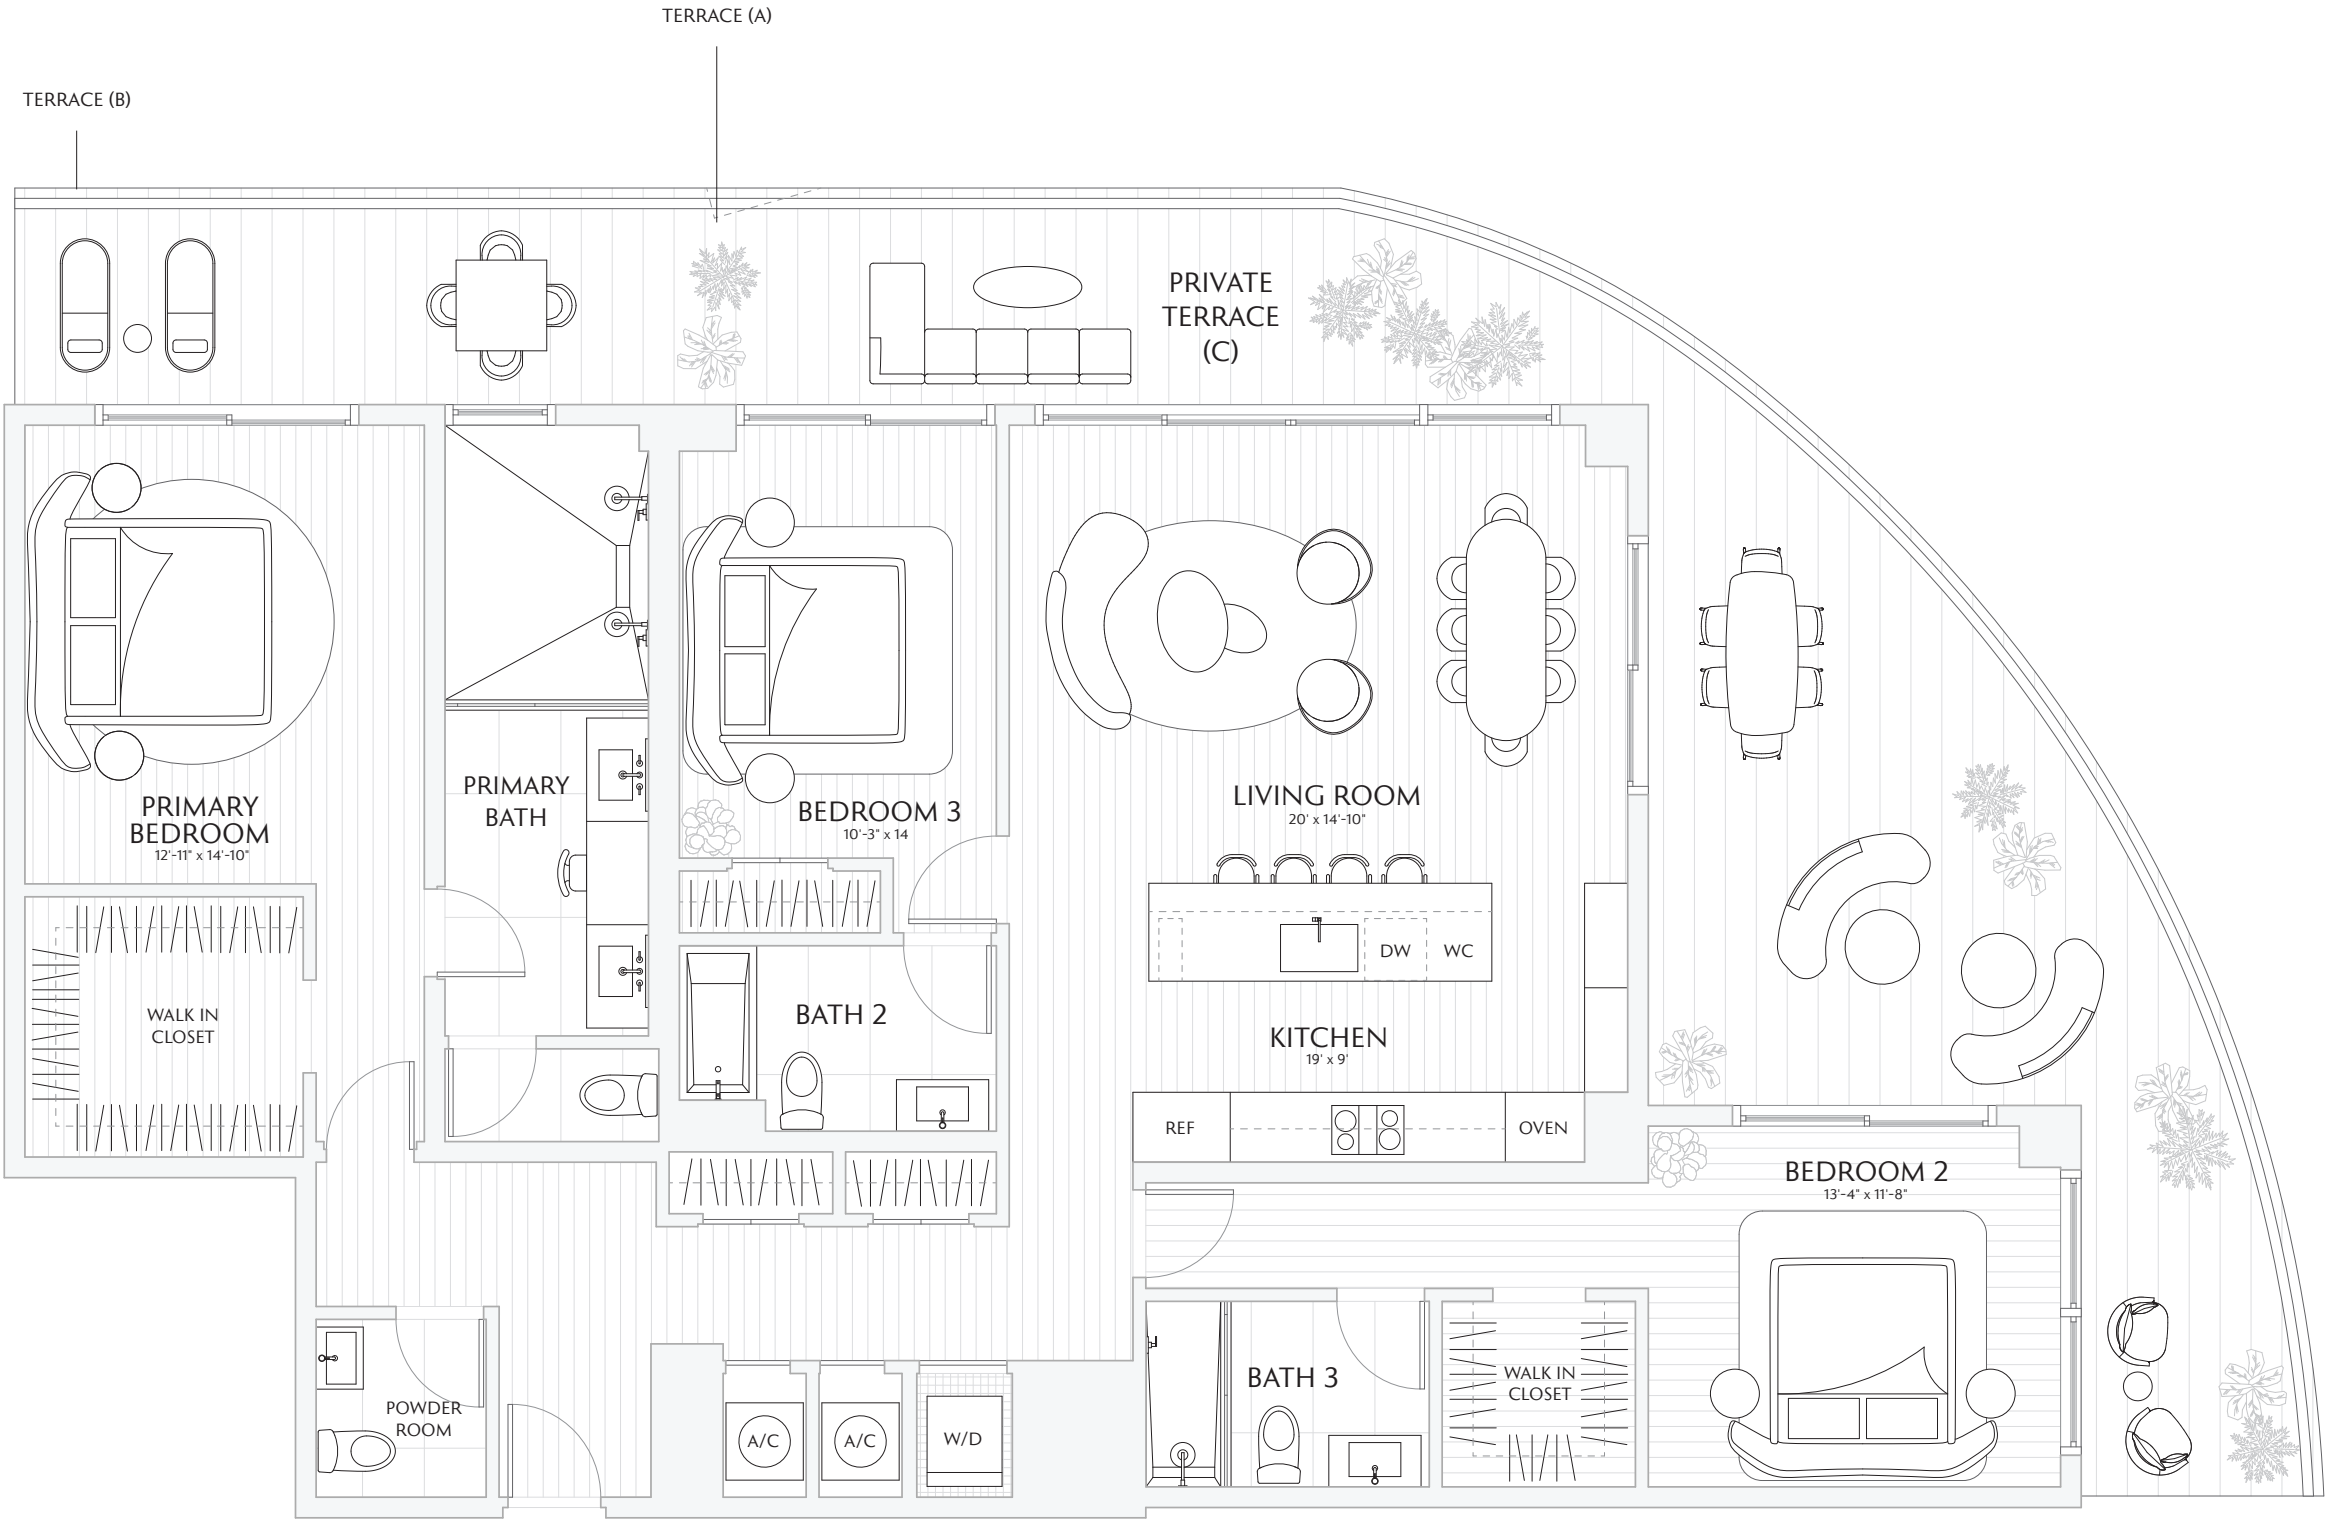 TERRACE (A)
TERRACE (B)
PRIVATE
TERRACE
(C)
PRIMARY
BEDROOM
12'-11" x 14'-10"
PRIMARY
BATH
BEDROOM 3
10'-3" x 14
LIVING ROOM
20' x 14'-10"
DW
WC
WALK IN
CLOSET
BATH 2
KITCHEN
19' x 9'
REF
OVEN
BEDROOM 2
13'-4" x 11'-8"
BATH 3
WALK IN
CLOSET
POWDER
ROOM
A/C
A/C
W/D